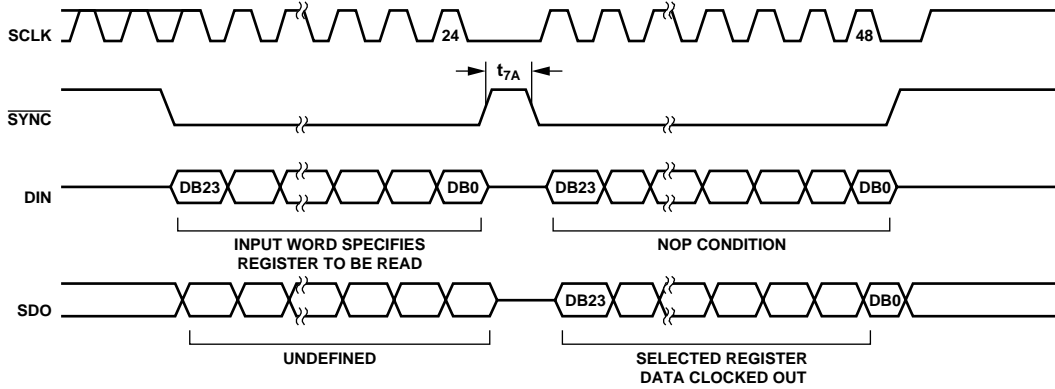 SCLK
24
48
t7A
SYNC
DIN
DB23
DB0
DB23
DB0
INPUT WORD SPECIFIES
REGISTER TO BE READ
NOP CONDITION
SDO
DB23
DB0
UNDEFINED
SELECTED REGISTER
DATA CLOCKED OUT